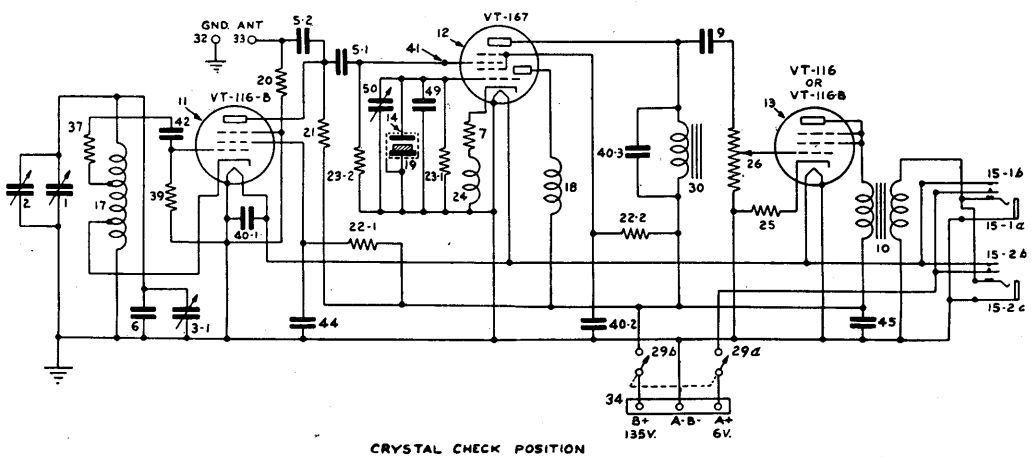 GND. ANT
32 33
5·2
20
VT-116-B
11
42
37
39
17
2
1
40·1
6
3·1
44
22·1
21
5·1
41
VT-167
12
50
49
14
19
7
23·2
23·1
24
18
9
40·3
30
22·2
40·2
VT-116
OR
VT-116-B
13
26
25
10
45
15-1b
15-1a
15-2b
15-2a
29b
29a
34
B+ A-B- A+
135V. 6V.
CRYSTAL CHECK POSITION